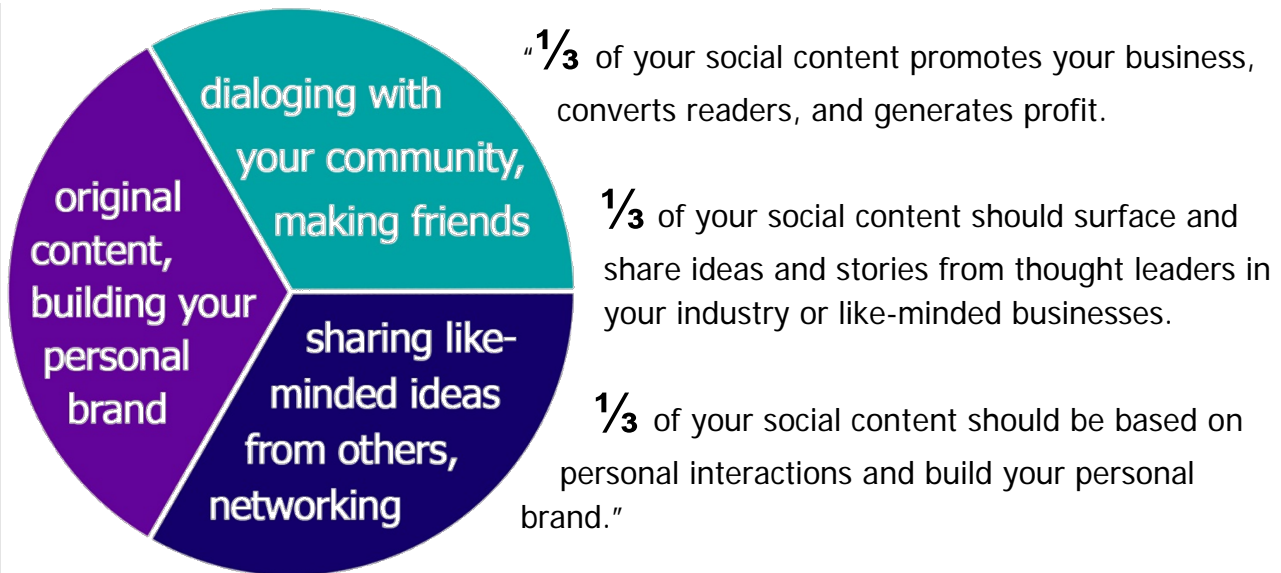 dialoging with
your community,
making friends
original
content,
building your
personal
brand
sharing like-
minded ideas
from others,
networking
“⅓ of your social content promotes your business,
converts readers, and generates profit.
⅓ of your social content should surface and
share ideas and stories from thought leaders in
your industry or like-minded businesses.
⅓ of your social content should be based on
personal interactions and build your personal
brand.”